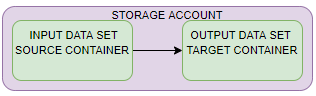 STORAGE ACCOUNT
INPUT DATA SET
SOURCE CONTAINER
OUTPUT DATA SET
TARGET CONTAINER